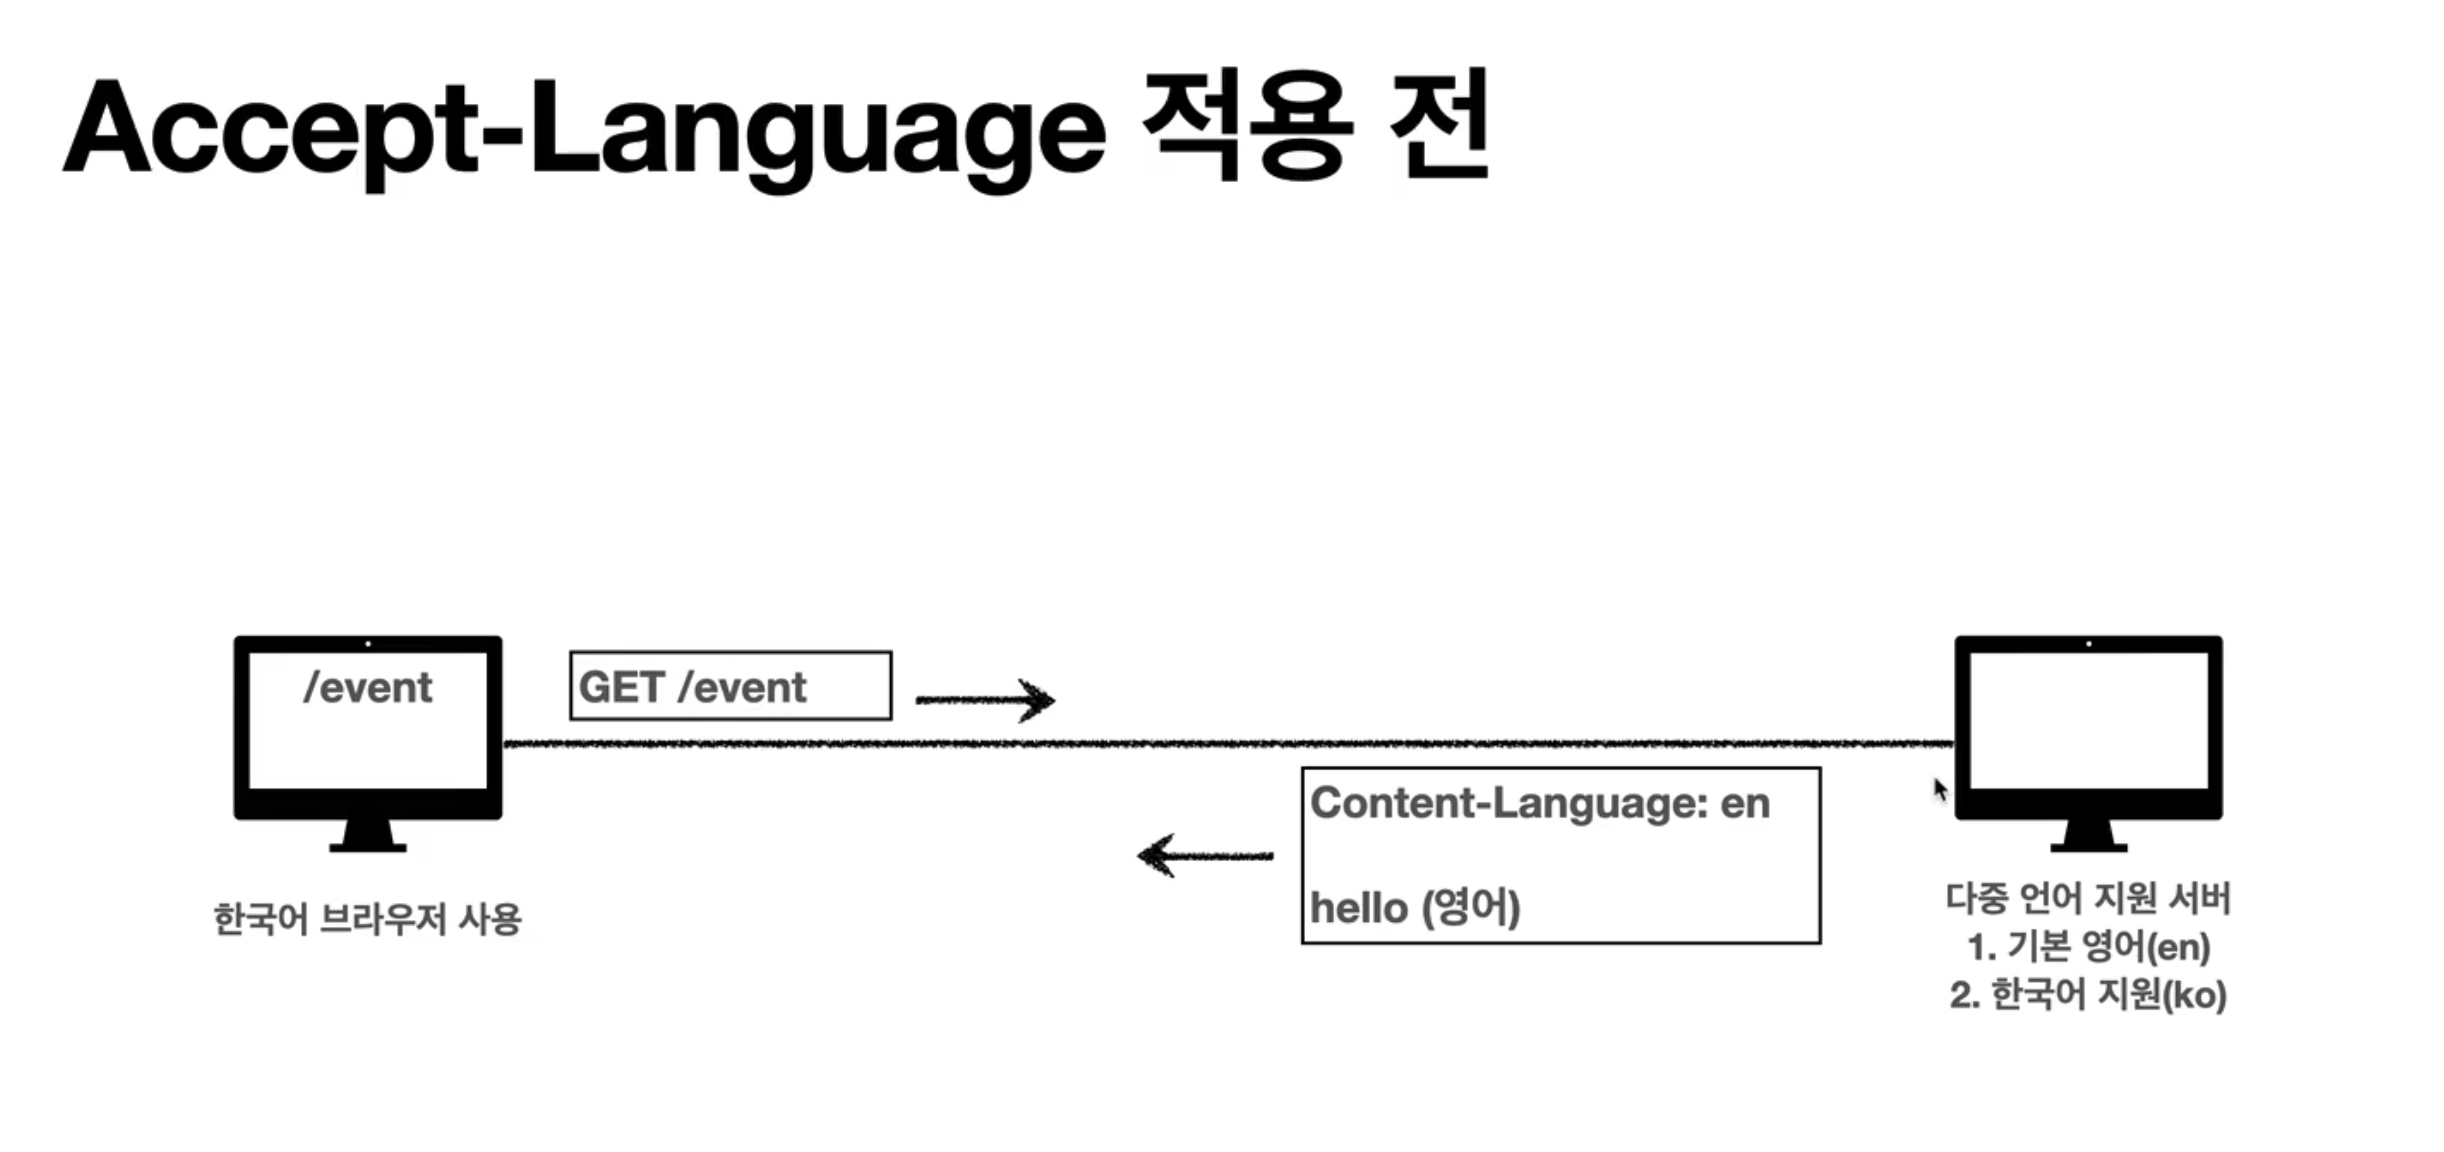 Accept-Language 적용 전
/event
GET /event
Content-Language: en
hello (영어)
한국어 브라우저 사용
다중 언어 지원 서버
1. 기본 영어(en)
2. 한국어 지원(ko)